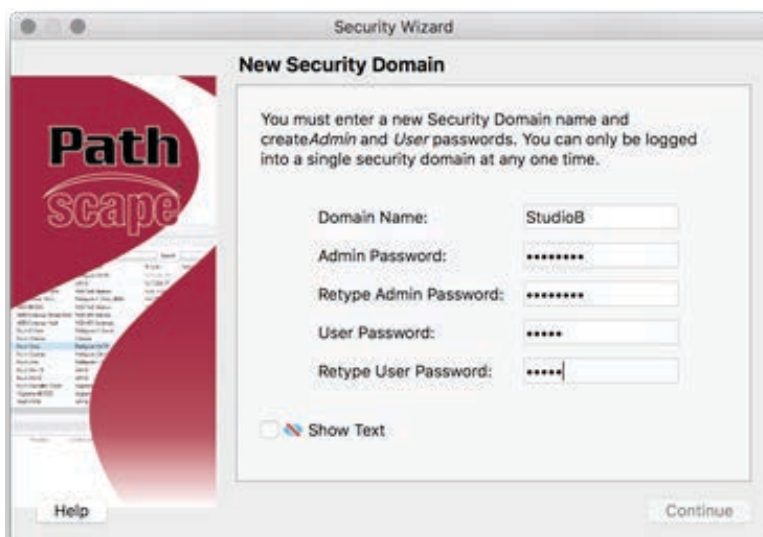 Security Wizard
New Security Domain
Path
scape
You must enter a new Security Domain name and
createAdmin and User passwords. You can only be logged
into a single security domain at any one time.
Domain Name: StudioB
Admin Password: ••••••••
Retype Admin Password: ••••••••
User Password: •••••
Retype User Password: •••••
Show Text
Help
Continue